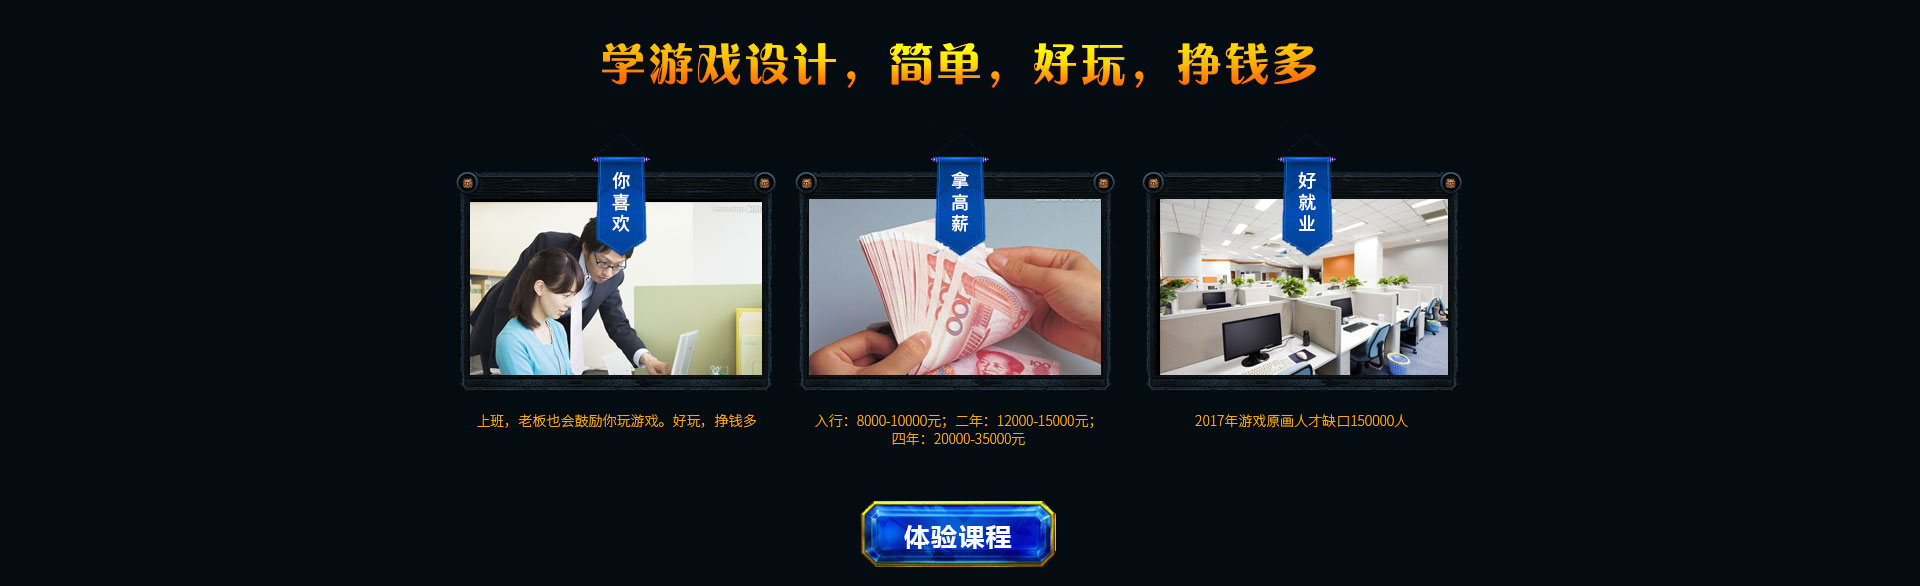 学游戏设计，简单，好玩，挣钱多
你喜欢
拿高薪
好就业
上班，老板也会鼓励你玩游戏。好玩，挣钱多
入行：8000-10000元；二年：12000-15000元；
四年：20000-35000元
2017年游戏原画人才缺口150000人
体验课程